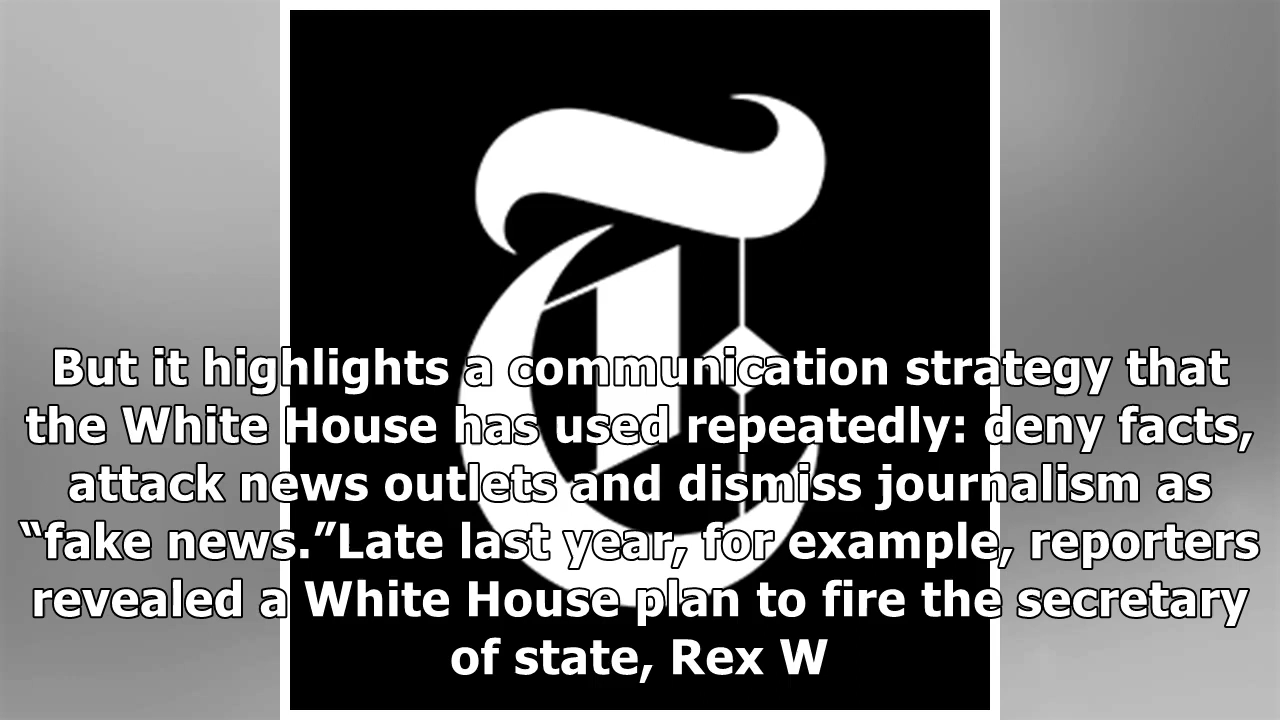 But it highlights a communication strategy that
the White House has used repeatedly: deny facts,
attack news outlets and dismiss journalism as
“fake news.”Late last year, for example, reporters
revealed a White House plan to fire the secretary
of state, Rex W